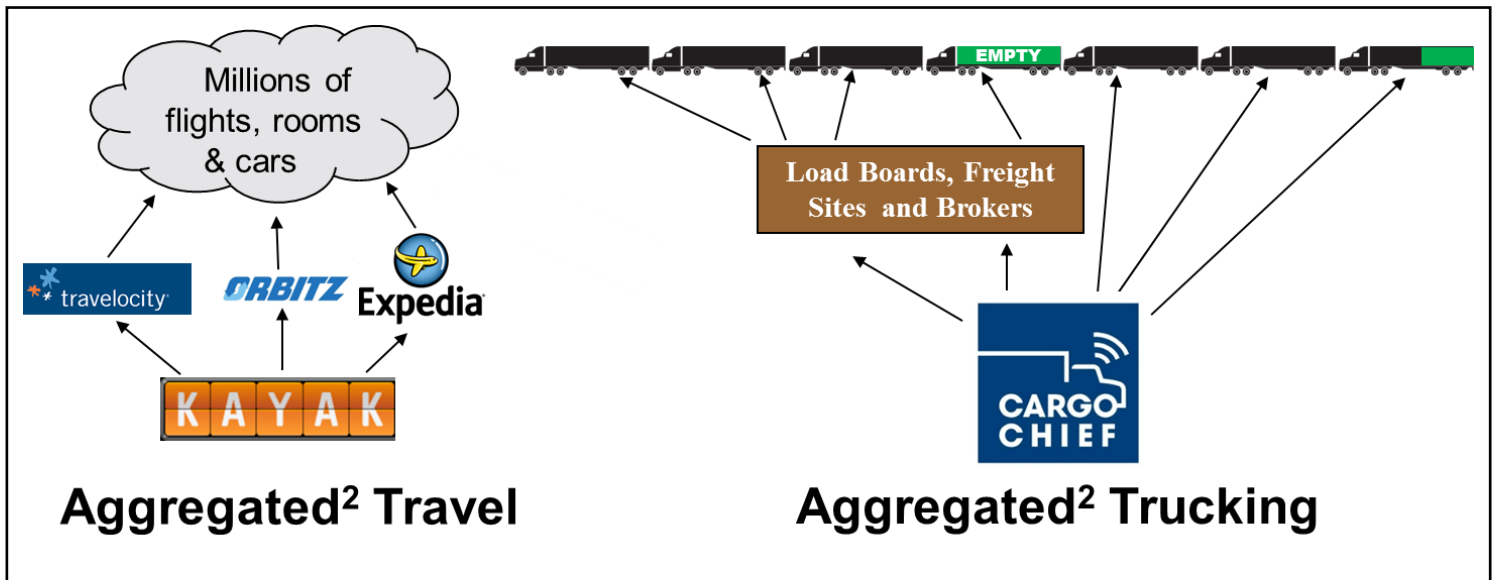 Millions of
flights, rooms
& cars
EMPTY
Load Boards, Freight
Sites and Brokers
travelocity
ORBITZ
Expedia
KAYAK
CARGO
CHIEF
Aggregated² Travel
Aggregated² Trucking